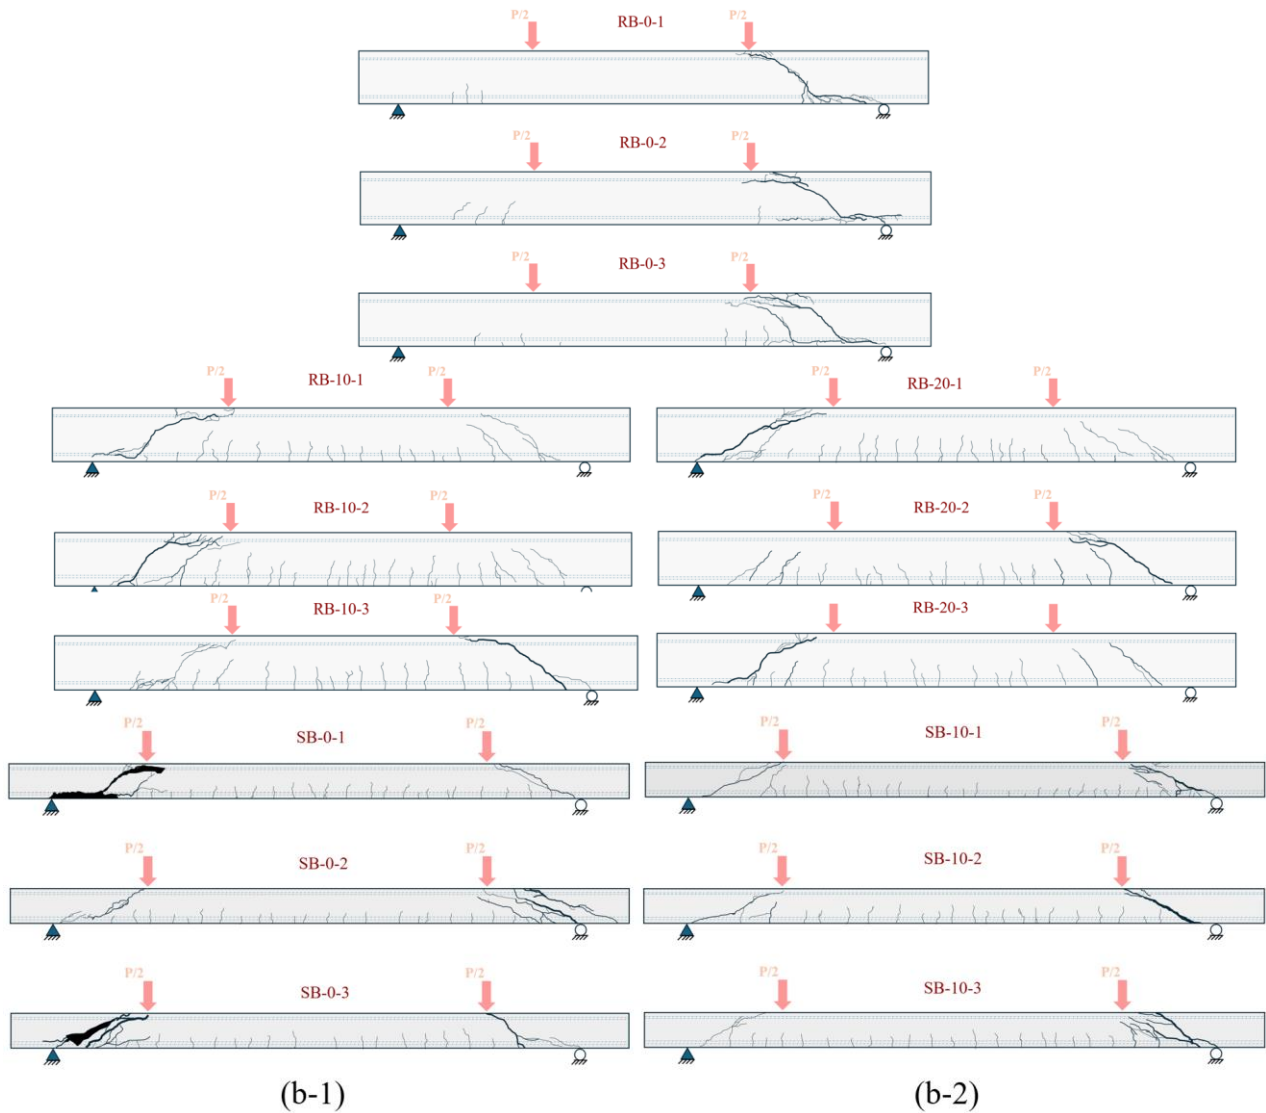 P/2 RB-0-1 P/2
P/2 RB-0-2 P/2
P/2 RB-0-3 P/2
P/2 RB-10-1 P/2
P/2 RB-20-1 P/2
P/2 RB-10-2 P/2
P/2 RB-20-2 P/2
P/2 RB-10-3 P/2
RB-20-3
P/2 SB-0-1 P/2
P/2 SB-10-1 P/2
P/2 SB-0-2 P/2
P/2 SB-10-2 P/2
P/2 SB-0-3 P/2
P/2 SB-10-3 P/2
(b-1)
(b-2)